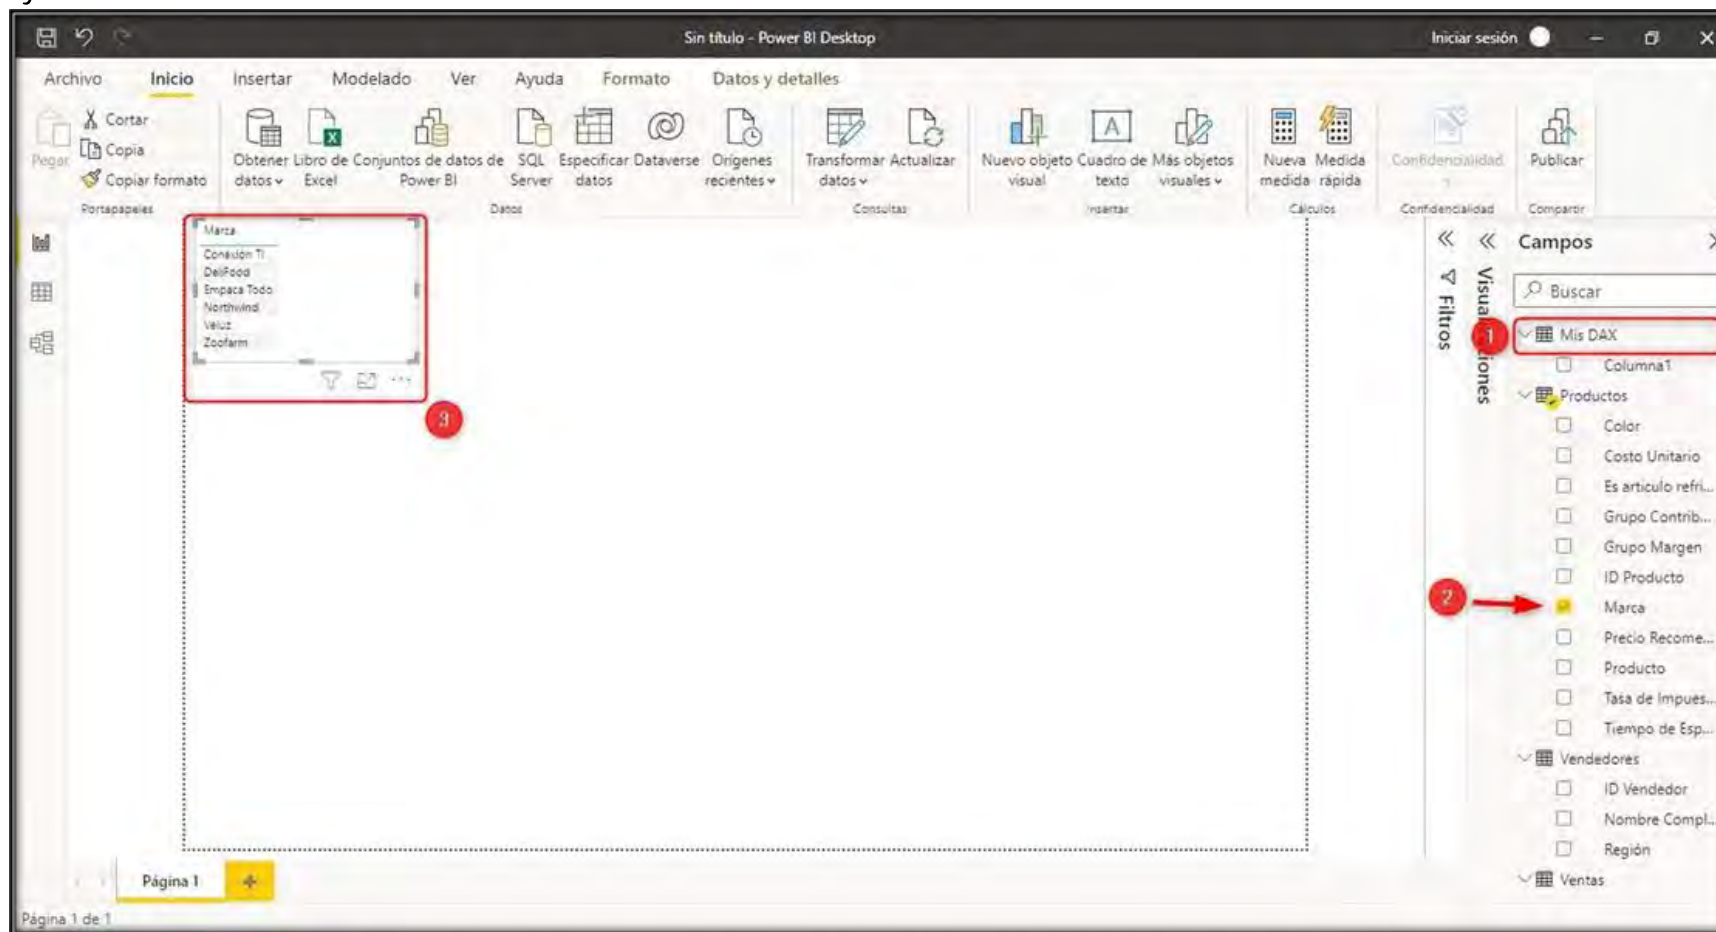 Sin título - Power BI Desktop
Iniciar sesión
Archivo Inicio Insertar Modelado Ver Ayuda Formato Datos y detalles
Pegar
Cortar
Copia
Copiar formato
Portapapeles
Obtener datos
Libro de Excel
Conjuntos de datos de Power BI
SQL Server
Especificar datos
Dataverse
Orígenes recientes
Datos
Transformar datos
Actualizar
Consultas
Nuevo objeto visual
Cuadro de texto
Más objetos visuales
Insertar
Nueva medida
Medida rápida
Cálculos
Confidencialidad
Confidencialidad
Publicar
Compartir
Marca
Conexión TI
DeliFood
Empaca Todo
Northwind
Veluz
Zoofarm
3
Filtros
Visualizaciones
Campos
Buscar
1
Mis DAX
Columna1
Productos
Color
Costo Unitario
Es articulo refri...
Grupo Contrib...
Grupo Margen
ID Producto
2
Marca
Precio Recome...
Producto
Tasa de Impues...
Tiempo de Esp...
Vendedores
ID Vendedor
Nombre Compl...
Región
Ventas
Página 1
Página 1 de 1